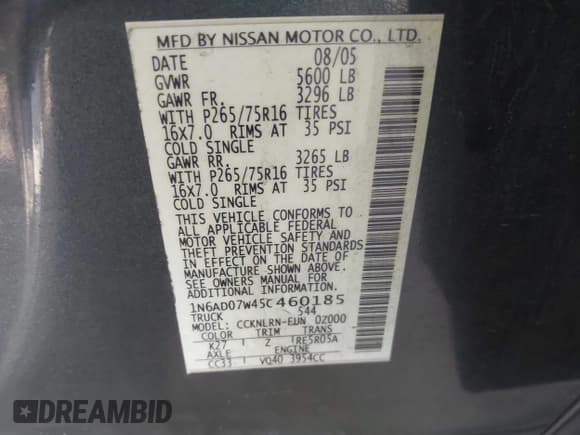 MFD BY NISSAN MOTOR CO., LTD.
DATE 08/05
GVWR 5600 LB
GAWR FR. 3296 LB
WITH P265/75R16 TIRES
16x7.0 RIMS AT 35 PSI
COLD SINGLE
GAWR RR. 3265 LB
WITH P265/75R16 TIRES
16x7.0 RIMS AT 35 PSI
COLD SINGLE
THIS VEHICLE CONFORMS TO
ALL APPLICABLE FEDERAL
MOTOR VEHICLE SAFETY AND
THEFT PREVENTION STANDARDS
IN EFFECT ON THE DATE OF
MANUFACTURE SHOWN ABOVE.
SEE OWNERS MANUAL FOR
ADDITIONAL INFORMATION.
1N6AD07W45C460185
TRUCK 544
MODEL: CCKNLRN-EUN 0Z000
COLOR TRIM TRANS
K27 Z RE5R05A
AXLE ENGINE
CC33 VQ40 3954CC
DREAMBID